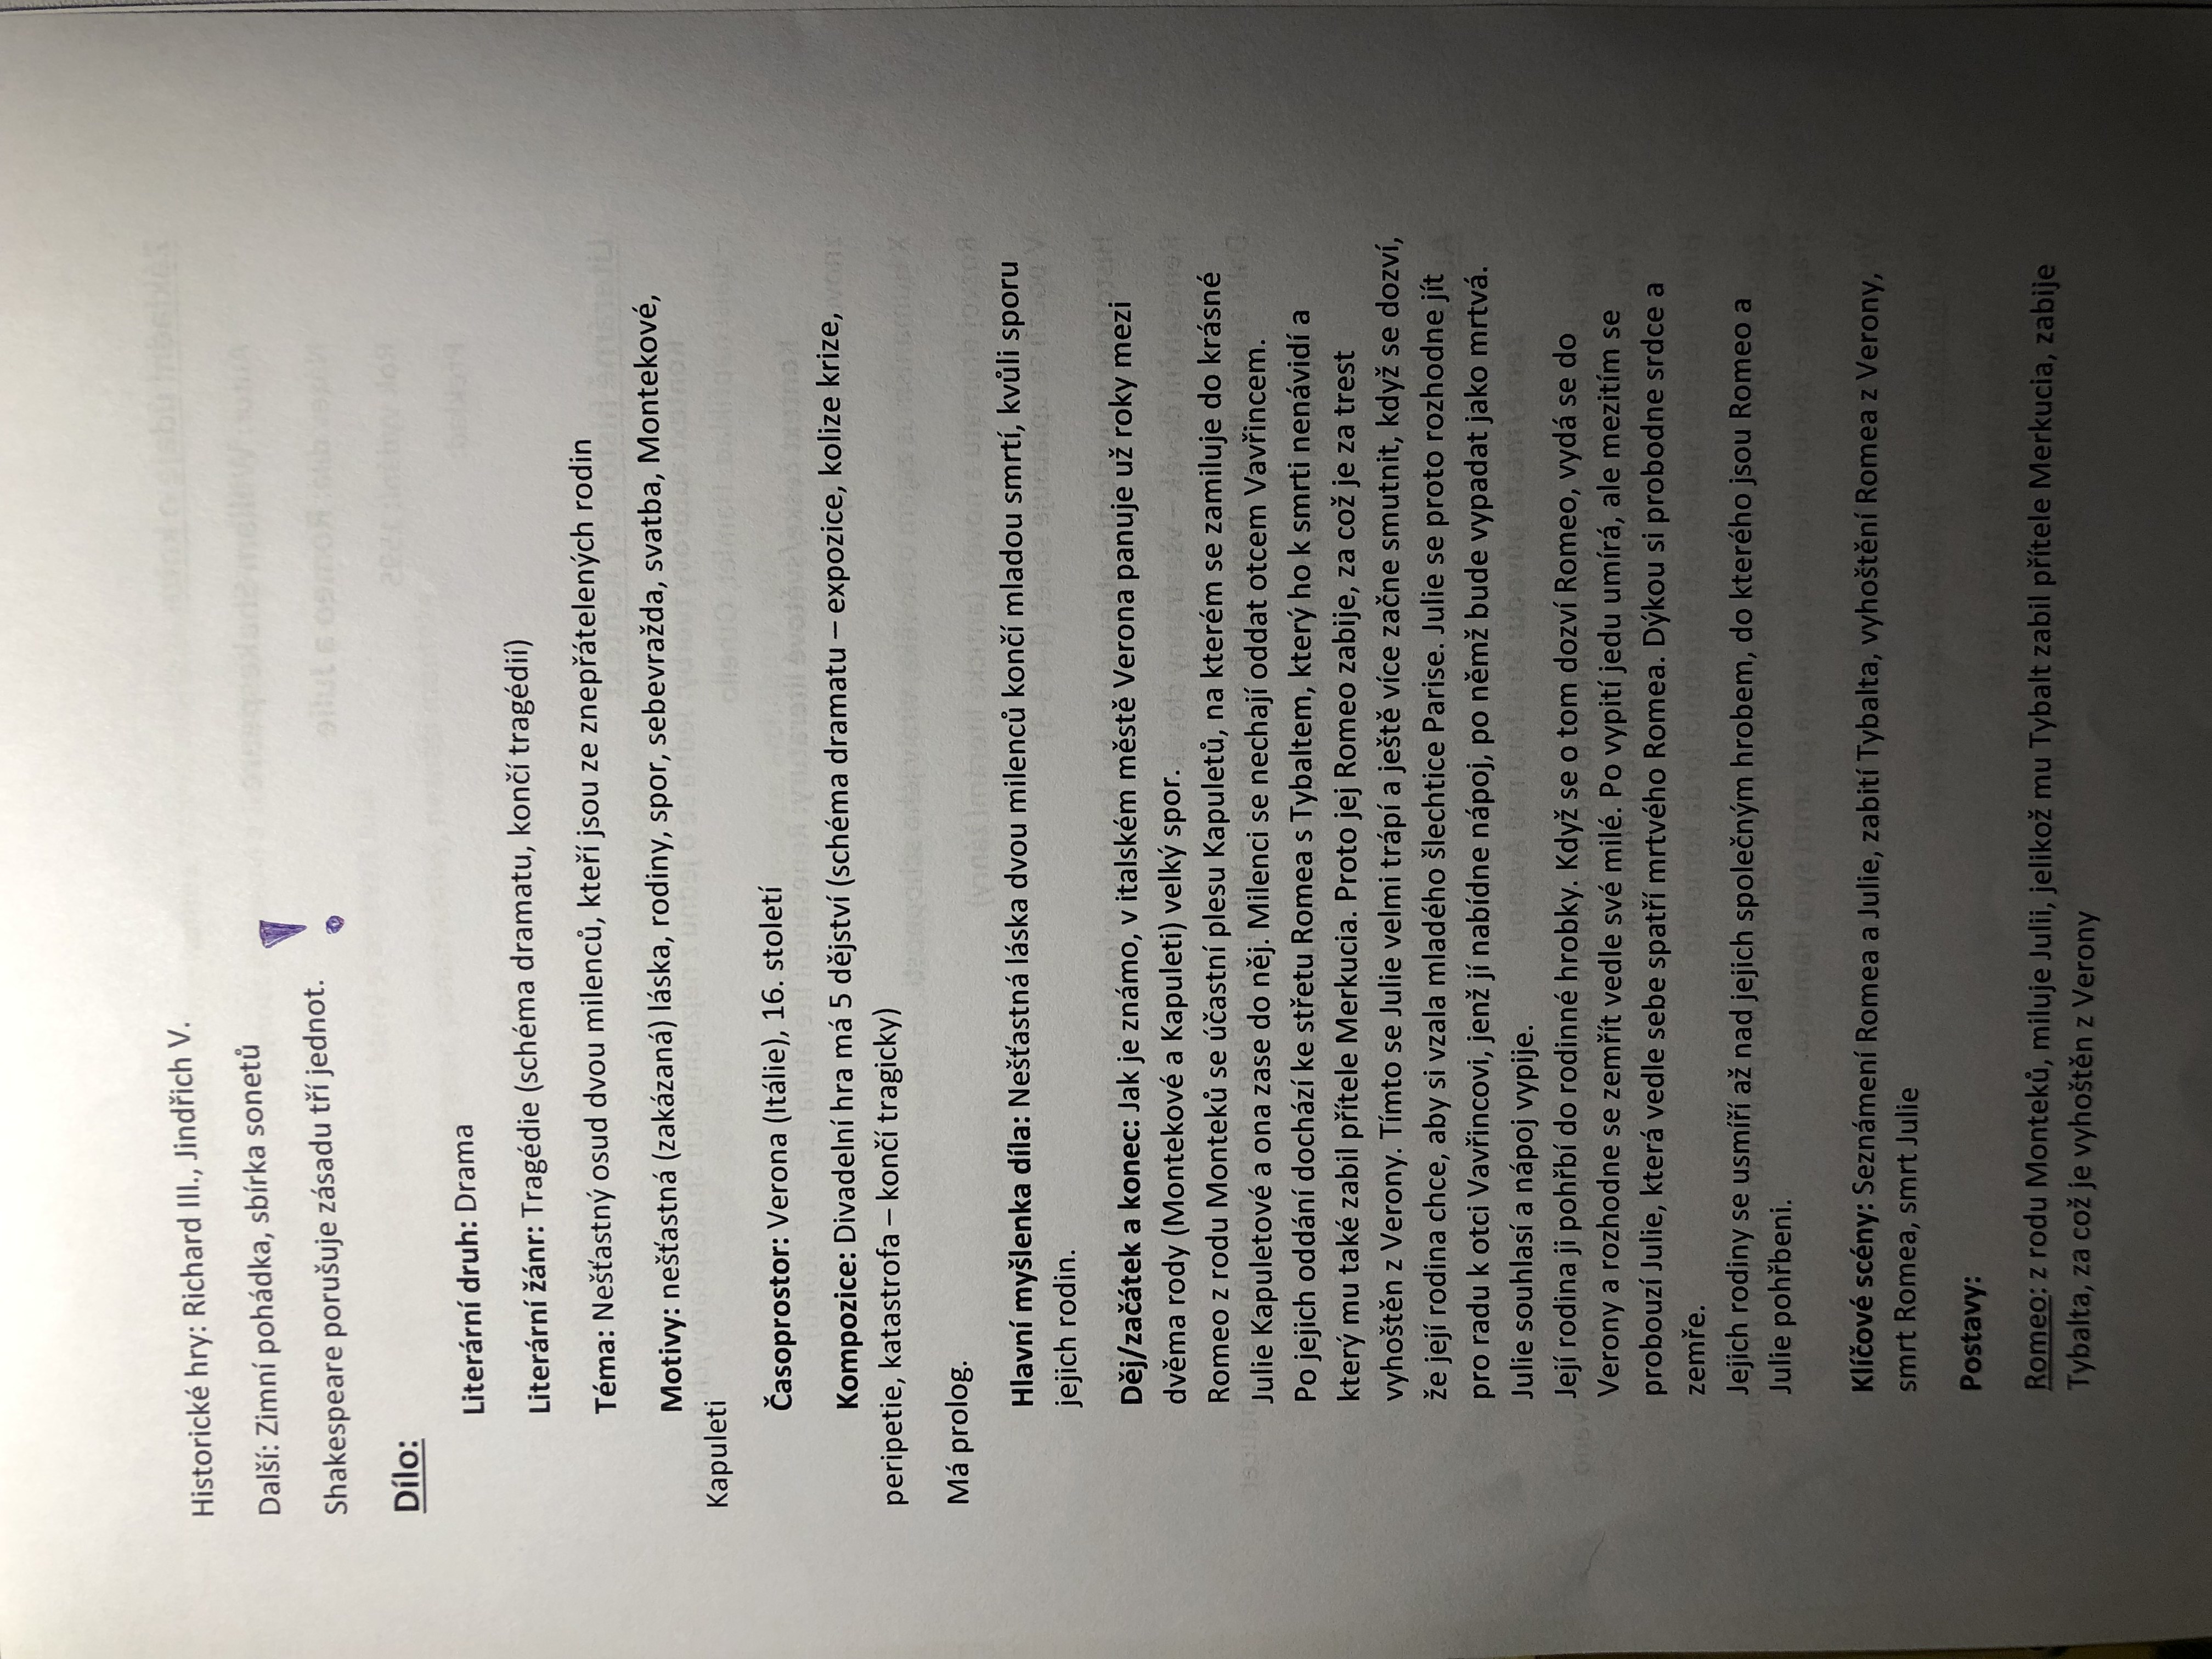 Historické hry: Richard III., Jindřich V.
Další: Zimní pohádka, sbírka sonetů
Shakespeare porušuje zásadu tří jednot. !
Dílo:
Literární druh: Drama
Literární žánr: Tragédie (schéma dramatu, končí tragédií)
Téma: Nešťastný osud dvou milenců, kteří jsou ze znepřátelených rodin
Motivy: nešťastná (zakázaná) láska, rodiny, spor, sebevražda, svatba, Montekové,
Kapuleti
Časoprostor: Verona (Itálie), 16. století
Kompozice: Divadelní hra má 5 dějství (schéma dramatu – expozice, kolize krize,
peripetie, katastrofa – končí tragicky)
Má prolog.
Hlavní myšlenka díla: Nešťastná láska dvou milenců končí mladou smrtí, kvůli sporu
jejich rodin.
Děj/začátek a konec: Jak je známo, v italském městě Verona panuje už roky mezi
dvěma rody (Montekové a Kapuleti) velký spor.
Romeo z rodu Monteků se účastní plesu Kapuletů, na kterém se zamiluje do krásné
Julie Kapuletové a ona zase do něj. Milenci se nechají oddat otcem Vavřincem.
Po jejich oddání dochází ke střetu Romea s Tybaltem, který ho k smrti nenávidí a
který mu také zabil přítele Merkucia. Proto jej Romeo zabije, za což je za trest
vyhoštěn z Verony. Tímto se Julie velmi trápí a ještě více začne smutnit, když se dozví,
že její rodina chce, aby si vzala mladého šlechtice Parise. Julie se proto rozhodne jít
pro radu k otci Vavřincovi, jenž jí nabídne nápoj, po němž bude vypadat jako mrtvá.
Julie souhlasí a nápoj vypije.
Její rodina ji pohřbí do rodinné hrobky. Když se o tom dozví Romeo, vydá se do
Verony a rozhodne se zemřít vedle své milé. Po vypití jedu umírá, ale mezitím se
probouzí Julie, která vedle sebe spatří mrtvého Romea. Dýkou si probodne srdce a
zemře.
Jejich rodiny se usmíří až nad jejich společným hrobem, do kterého jsou Romeo a
Julie pohřbeni.
Klíčové scény: Seznámení Romea a Julie, zabití Tybalta, vyhoštění Romea z Verony,
smrt Romea, smrt Julie
Postavy:
Romeo: z rodu Monteků, miluje Julii, jelikož mu Tybalt zabil přítele Merkucia, zabije
Tybalta, za což je vyhoštěn z Verony